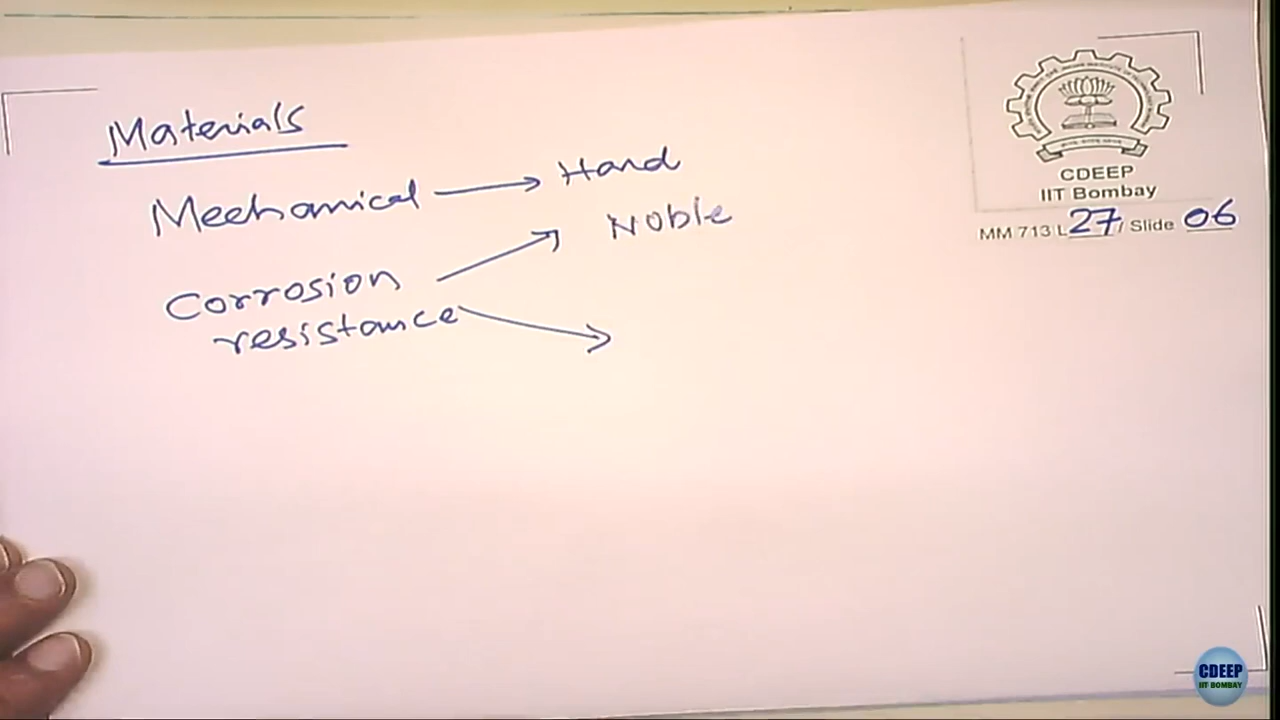 Materials
Mechanical → Hard
Noble
Corrosion
resistance
CDEEP
IIT Bombay
MM 713 L 27 / Slide 06
CDEEP
IIT BOMBAY